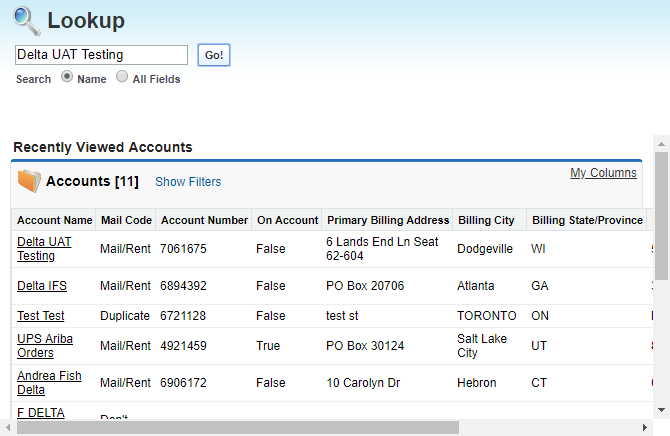 Lookup
Delta UAT Testing Go!
Search Name All Fields
Recently Viewed Accounts
My Columns
Accounts [11] Show Filters
Account Name Mail Code Account Number On Account Primary Billing Address Billing City Billing State/Province
Delta UAT Testing Mail/Rent 7061675 False 6 Lands End Ln Seat 62-604 Dodgeville WI
Delta IFS Mail/Rent 6894392 False PO Box 20706 Atlanta GA
Test Test Duplicate 6721128 False test st TORONTO ON
UPS Ariba Orders Mail/Rent 4921459 True PO Box 30124 Salt Lake City UT
Andrea Fish Delta Mail/Rent 6906172 False 10 Carolyn Dr Hebron CT
F DELTA Don't